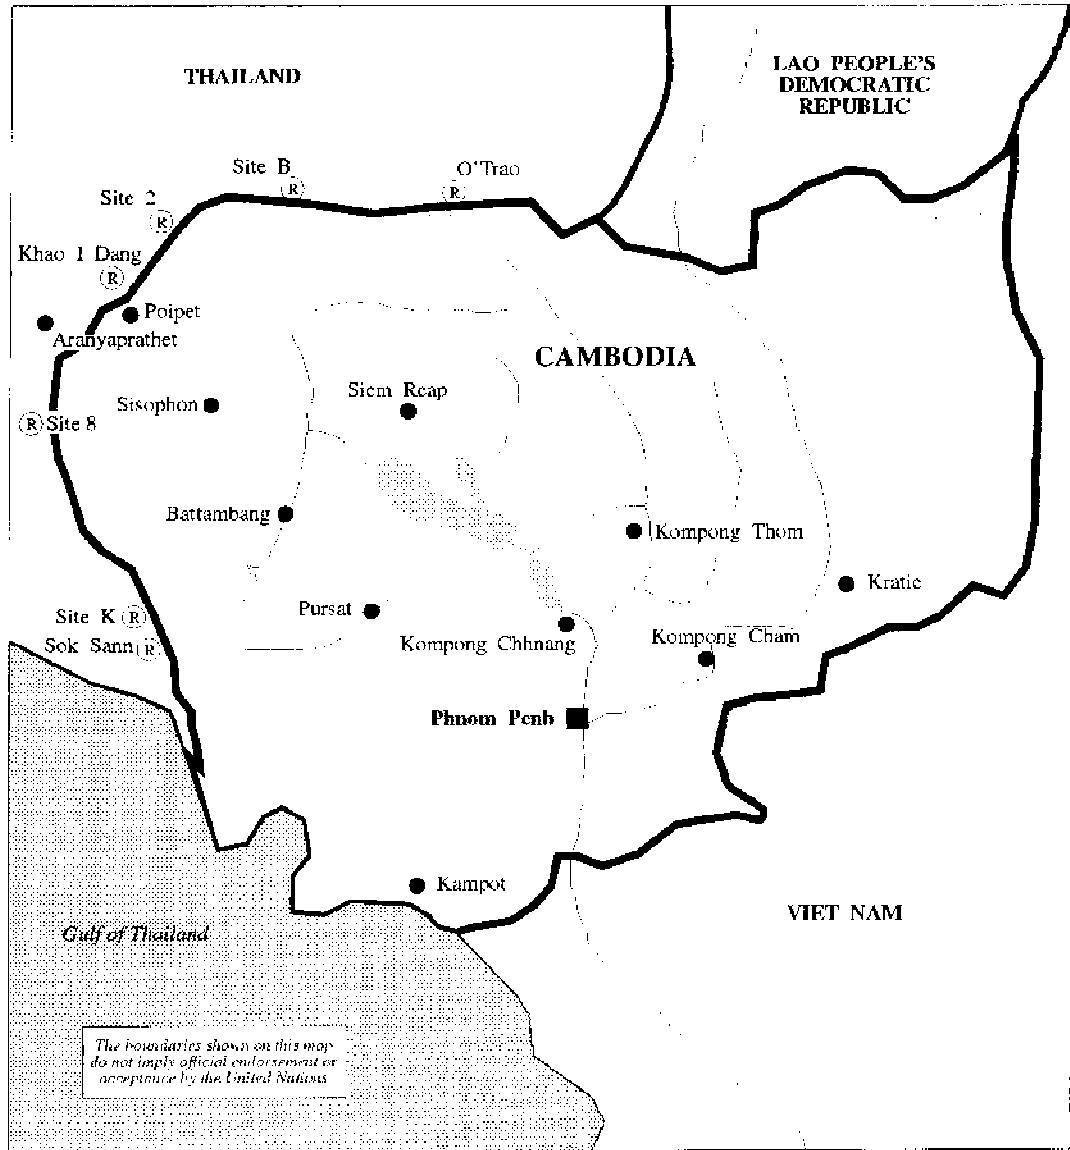 THAILAND
LAO PEOPLE'S
DEMOCRATIC
REPUBLIC
Site B
R
O'Trao
R
Site 2
R
Khao I Dang
R
Poipet
Aranyaprathet
CAMBODIA
Siem Reap
Sisophon
R Site 8
Battambang
Kompong Thom
Kratie
Pursat
Site K R
Kompong Chhnang
Kompong Cham
Sok Sann R
Phnom Penh
Kampot
VIET NAM
Gulf of Thailand
The boundaries shown on this map
do not imply official endorsement or
acceptance by the United Nations